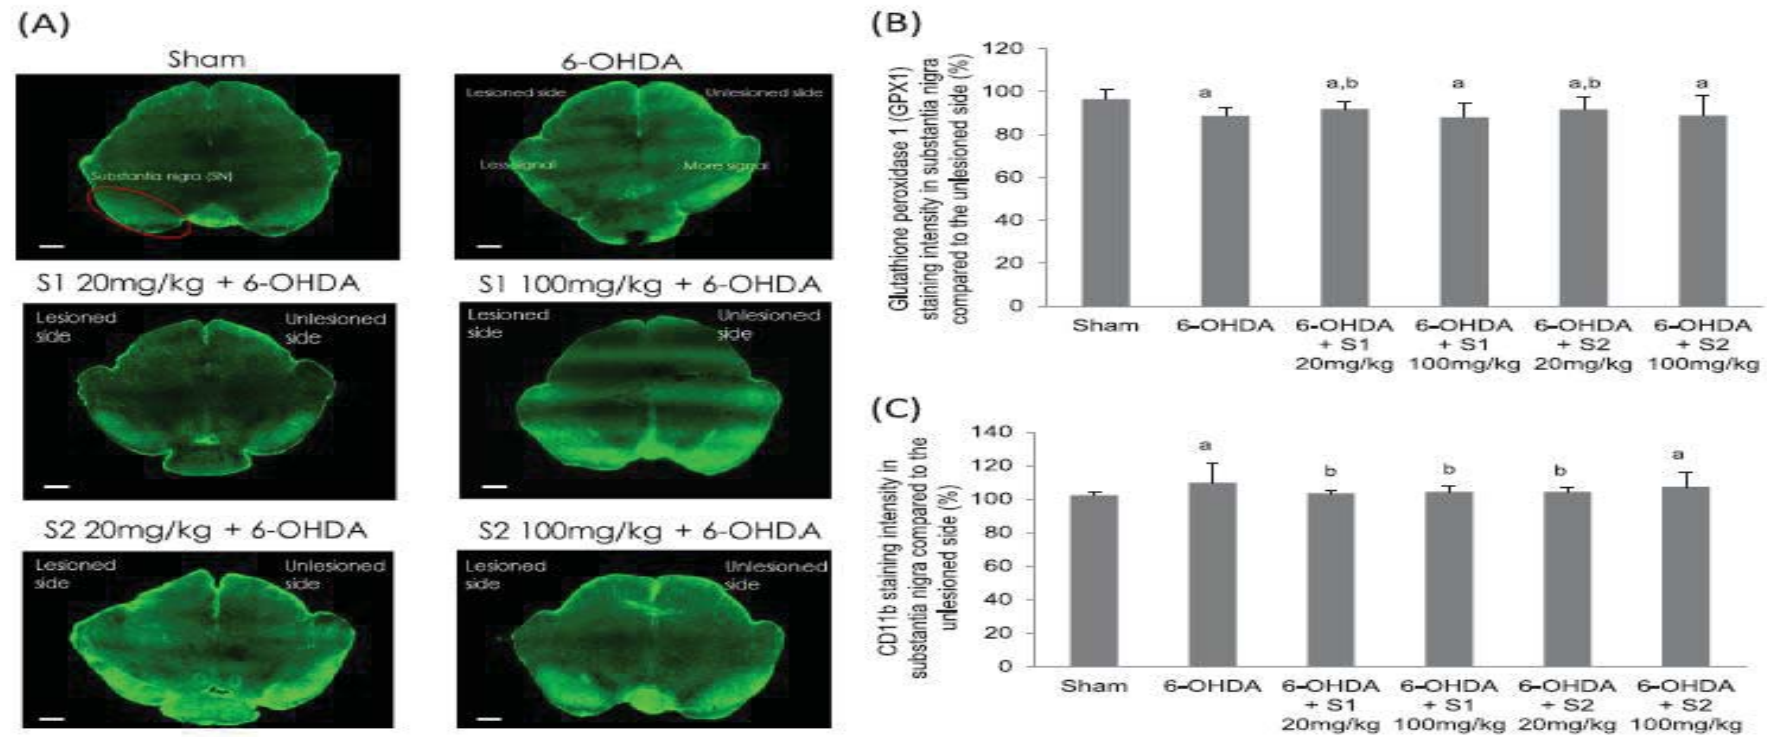 (A)
Sham
6-OHDA
Lesioned side
Unlesioned side
Substantia nigra (SN)
Less signal
More signal
S1 20mg/kg + 6-OHDA
S1 100mg/kg + 6-OHDA
Lesioned
side
Unlesioned
side
Lesioned
side
Unlesioned
side
S2 20mg/kg + 6-OHDA
S2 100mg/kg + 6-OHDA
Lesioned
side
Unlesioned
side
Lesioned
side
Unlesioned
side
(B)
Glutathione peroxidase 1 (GPX1)
staining intensity in substantia nigra
compared to the unlesioned side (%)
120
100
80
60
40
20
0
a
a,b
a
a,b
a
Sham
6-OHDA
6-OHDA
+ S1
20mg/kg
6-OHDA
+ S1
100mg/kg
6-OHDA
+ S2
20mg/kg
6-OHDA
+ S2
100mg/kg
(C)
CD11b staining intensity in
substantia nigra compared to the
unlesioned side (%)
140
120
100
80
60
40
20
0
a
b
b
b
a
Sham
6-OHDA
6-OHDA
+ S1
20mg/kg
6-OHDA
+ S1
100mg/kg
6-OHDA
+ S2
20mg/kg
6-OHDA
+ S2
100mg/kg